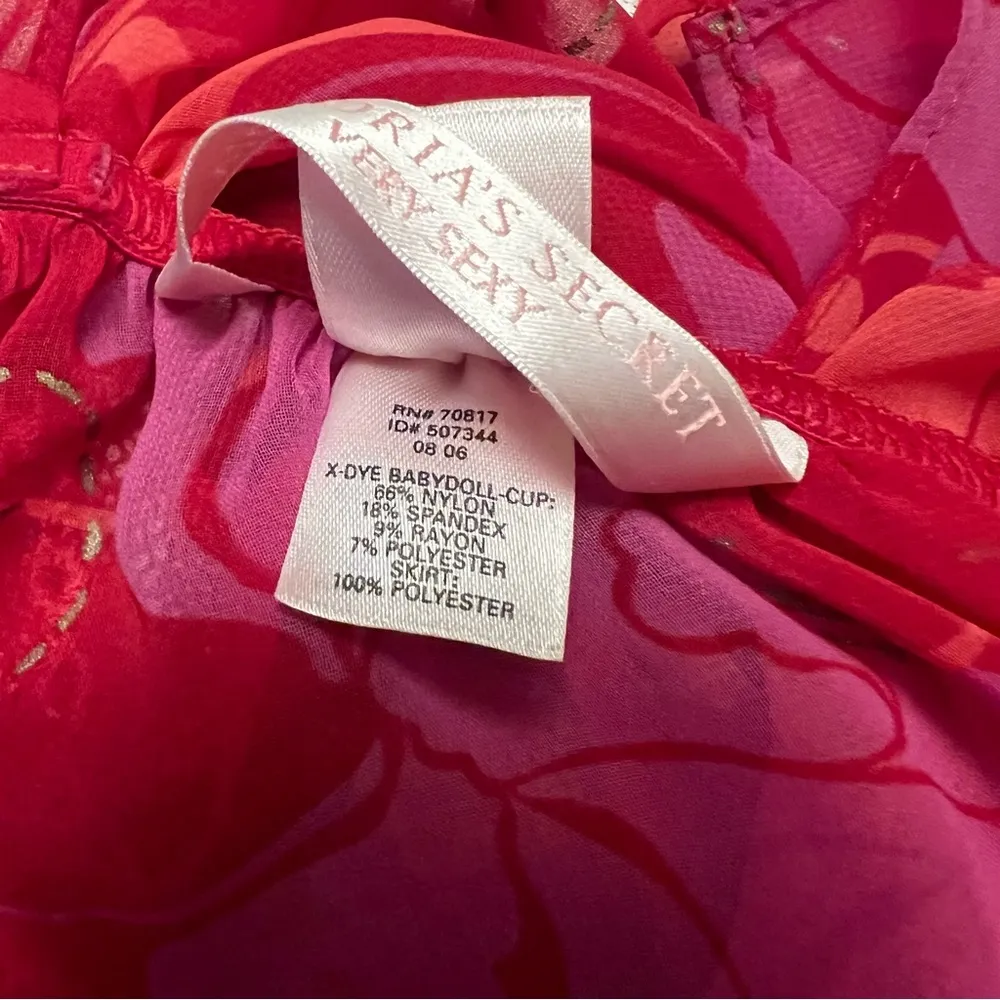 ORIA'S SECRET
VERY SEXY
RN# 70817
ID# 507344
08 06
X-DYE BABYDOLL-CUP:
66% NYLON
18% SPANDEX
9% RAYON
7% POLYESTER
SKIRT:
100% POLYESTER